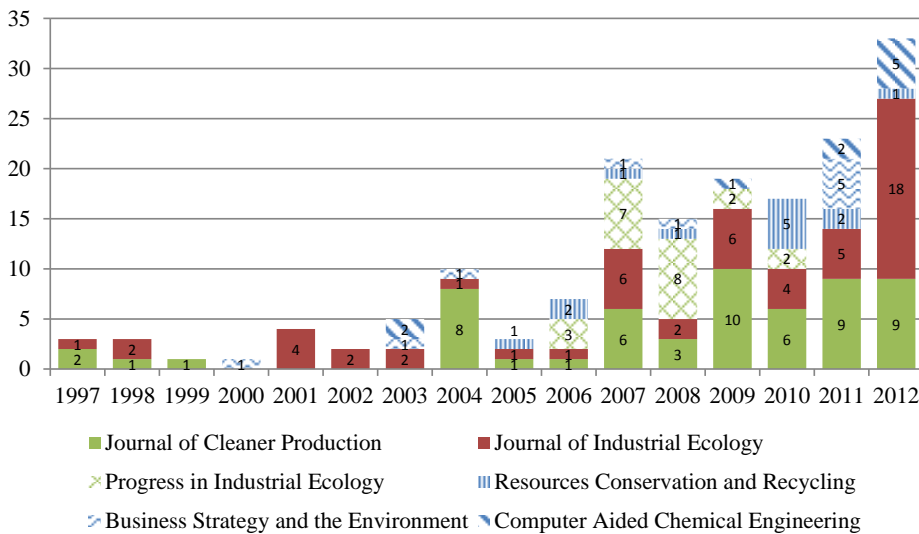 35
30
25
20
15
10
5
0
1 2
2 1
1
1
4
2
2 1 2
1 1 8
1 1 1
2 3 1 1
1 1 7 6 6
1 1 8 2 3
1 2 6 10
5 2 4 6
2 5 2 5 9
5 1 18 9
1997 1998 1999 2000 2001 2002 2003 2004 2005 2006 2007 2008 2009 2010 2011 2012
Journal of Cleaner Production Journal of Industrial Ecology
Progress in Industrial Ecology Resources Conservation and Recycling
Business Strategy and the Environment Computer Aided Chemical Engineering